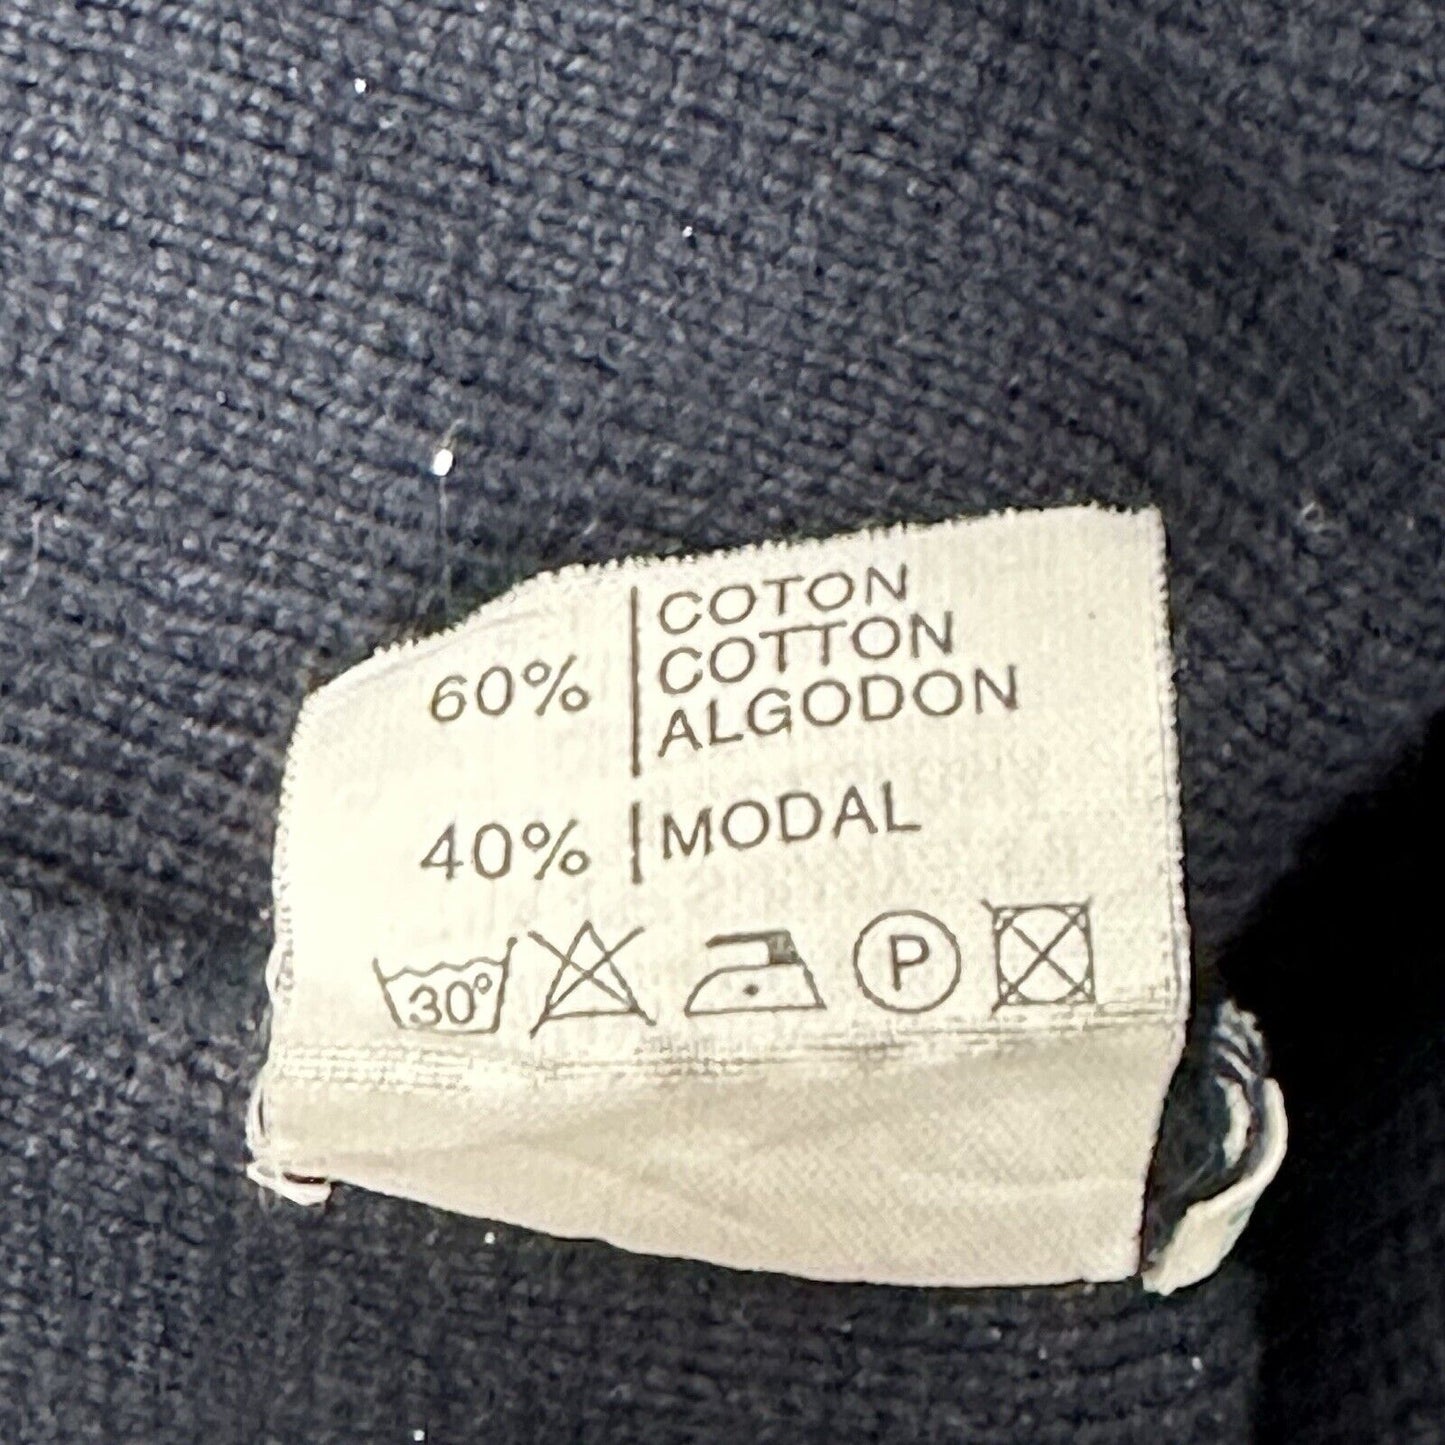 60% COTON
COTTON
ALGODON
40% MODAL
30° P